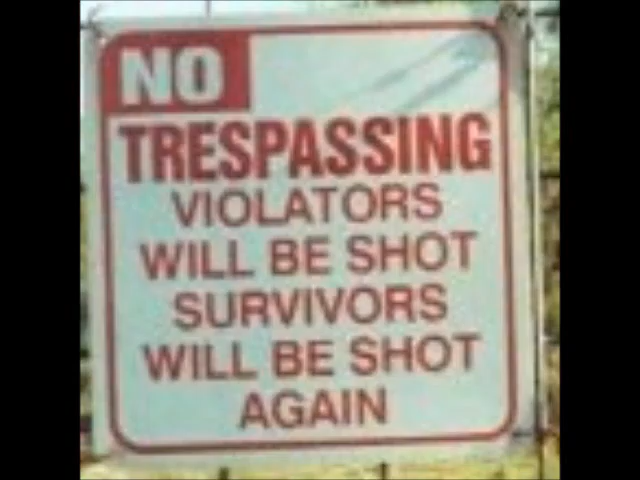 NO
TRESPASSING
VIOLATORS
WILL BE SHOT
SURVIVORS
WILL BE SHOT
AGAIN